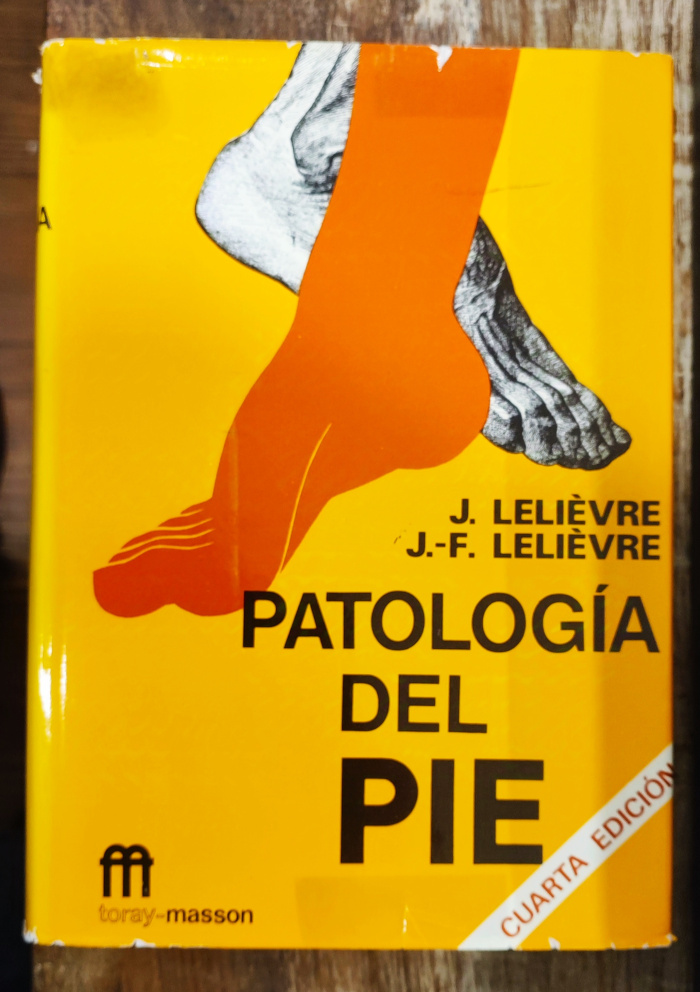 J. LELIÈVRE
J.-F. LELIÈVRE
PATOLOGÍA
DEL
PIE
CUARTA EDICIÓN
toray-masson
A